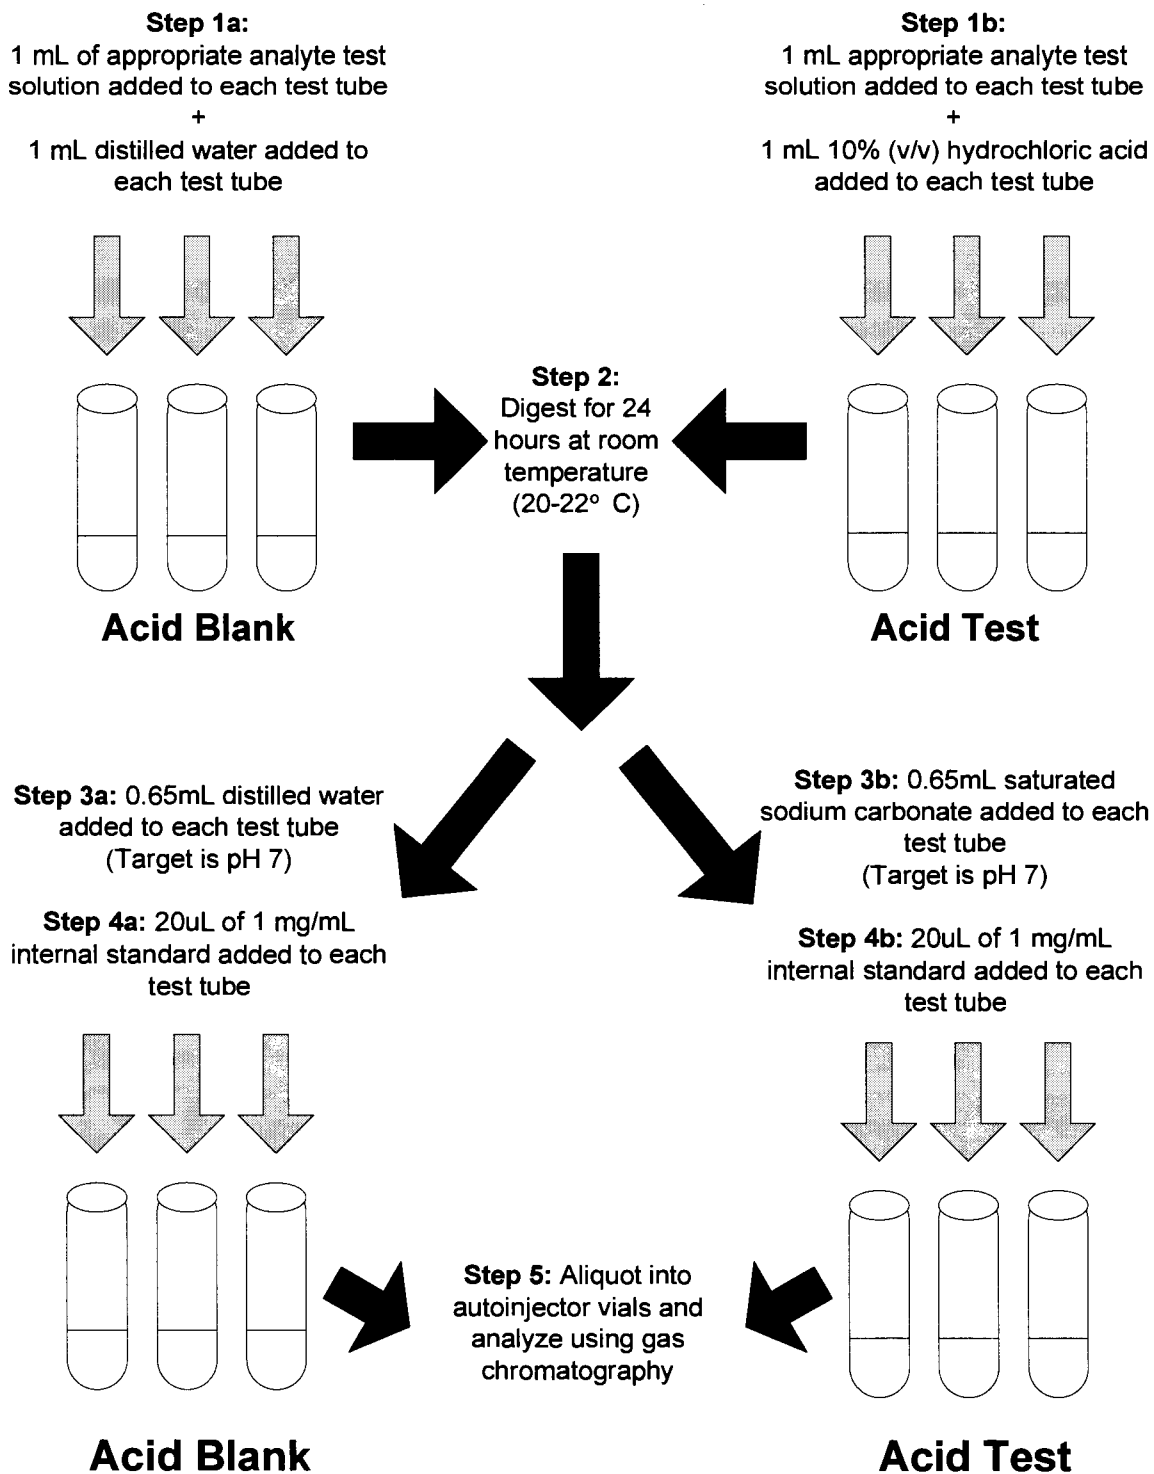 Step 1a:
1 mL of appropriate analyte test
solution added to each test tube
+
1 mL distilled water added to
each test tube
Step 1b:
1 mL appropriate analyte test
solution added to each test tube
+
1 mL 10% (v/v) hydrochloric acid
added to each test tube
Step 2:
Digest for 24
hours at room
temperature
(20-22º C)
Acid Blank
Acid Test
Step 3a: 0.65mL distilled water
added to each test tube
(Target is pH 7)
Step 4a: 20uL of 1 mg/mL
internal standard added to each
test tube
Step 3b: 0.65mL saturated
sodium carbonate added to each
test tube
(Target is pH 7)
Step 4b: 20uL of 1 mg/mL
internal standard added to each
test tube
Step 5: Aliquot into
autoinjector vials and
analyze using gas
chromatography
Acid Blank
Acid Test